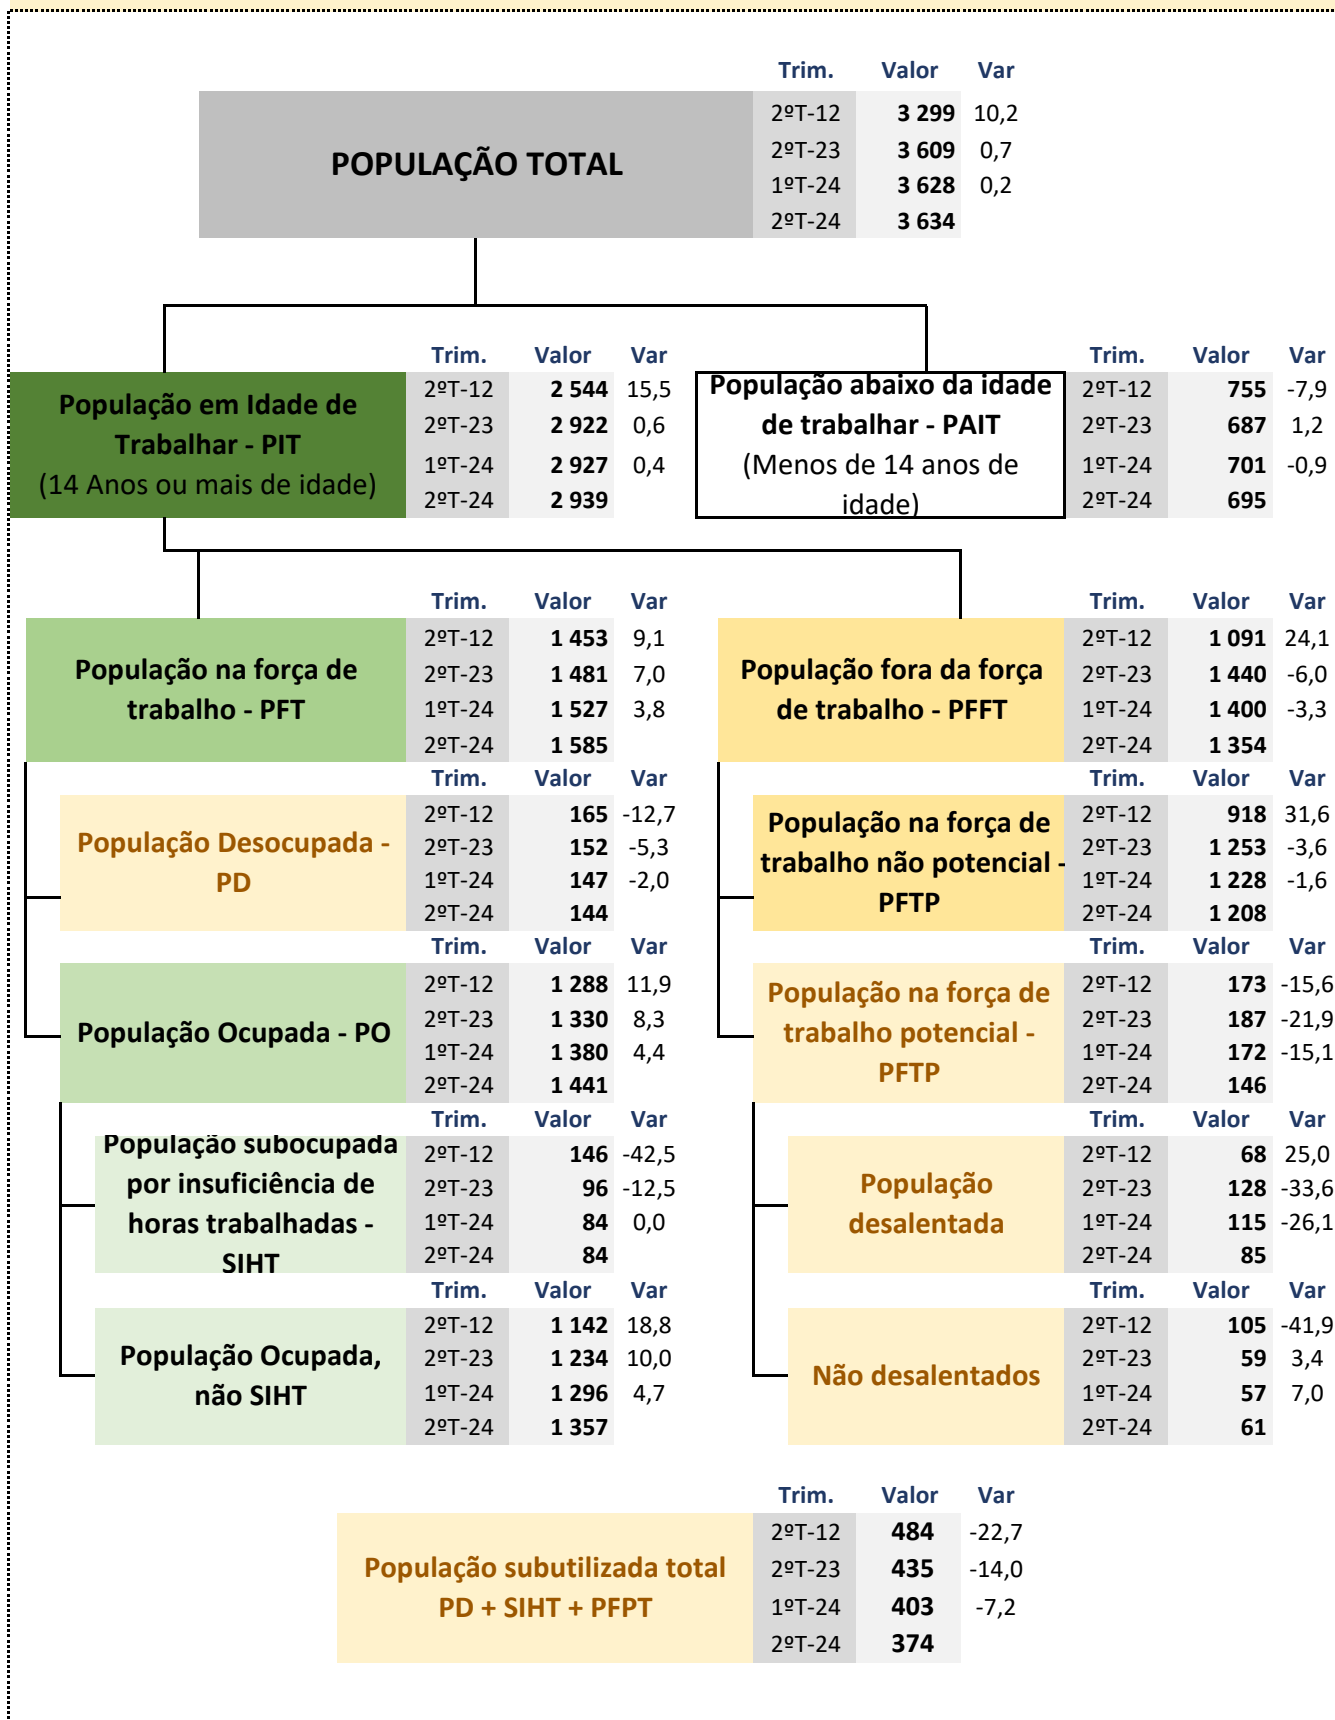 Trim. Valor Var
POPULAÇÃO TOTAL
2ºT-12 3 299 10,2
2ºT-23 3 609 0,7
1ºT-24 3 628 0,2
2ºT-24 3 634
Trim. Valor Var
População em Idade de
Trabalhar - PIT
(14 Anos ou mais de idade)
2ºT-12 2 544 15,5
2ºT-23 2 922 0,6
1ºT-24 2 927 0,4
2ºT-24 2 939
Trim. Valor Var
População abaixo da idade
de trabalhar - PAIT
(Menos de 14 anos de
idade)
2ºT-12 755 -7,9
2ºT-23 687 1,2
1ºT-24 701 -0,9
2ºT-24 695
Trim. Valor Var
População na força de
trabalho - PFT
2ºT-12 1 453 9,1
2ºT-23 1 481 7,0
1ºT-24 1 527 3,8
2ºT-24 1 585
Trim. Valor Var
População fora da força
de trabalho - PFFT
2ºT-12 1 091 24,1
2ºT-23 1 440 -6,0
1ºT-24 1 400 -3,3
2ºT-24 1 354
Trim. Valor Var
População Desocupada -
PD
2ºT-12 165 -12,7
2ºT-23 152 -5,3
1ºT-24 147 -2,0
2ºT-24 144
Trim. Valor Var
População na força de
trabalho não potencial -
PFTP
2ºT-12 918 31,6
2ºT-23 1 253 -3,6
1ºT-24 1 228 -1,6
2ºT-24 1 208
Trim. Valor Var
População Ocupada - PO
2ºT-12 1 288 11,9
2ºT-23 1 330 8,3
1ºT-24 1 380 4,4
2ºT-24 1 441
Trim. Valor Var
População na força de
trabalho potencial -
PFTP
2ºT-12 173 -15,6
2ºT-23 187 -21,9
1ºT-24 172 -15,1
2ºT-24 146
Trim. Valor Var
População subocupada
por insuficiência de
horas trabalhadas -
SIHT
2ºT-12 146 -42,5
2ºT-23 96 -12,5
1ºT-24 84 0,0
2ºT-24 84
Trim. Valor Var
População
desalentada
2ºT-12 68 25,0
2ºT-23 128 -33,6
1ºT-24 115 -26,1
2ºT-24 85
Trim. Valor Var
População Ocupada,
não SIHT
2ºT-12 1 142 18,8
2ºT-23 1 234 10,0
1ºT-24 1 296 4,7
2ºT-24 1 357
Trim. Valor Var
Não desalentados
2ºT-12 105 -41,9
2ºT-23 59 3,4
1ºT-24 57 7,0
2ºT-24 61
Trim. Valor Var
População subutilizada total
PD + SIHT + PFPT
2ºT-12 484 -22,7
2ºT-23 435 -14,0
1ºT-24 403 -7,2
2ºT-24 374